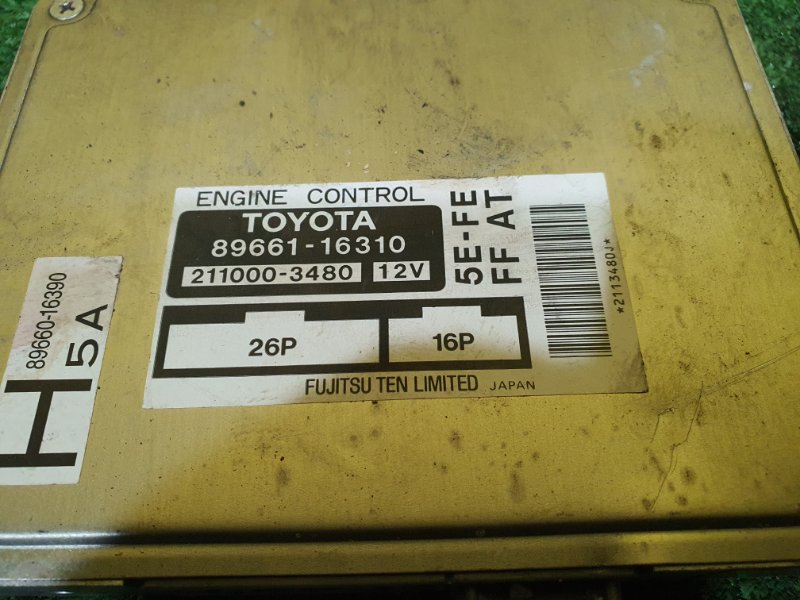 ENGINE CONTROL
TOYOTA
89661-16310
211000-3480 12V
5E-FE
FF AT
*2113480J*
26P 16P
FUJITSU TEN LIMITED JAPAN
89660-16390
H 5A